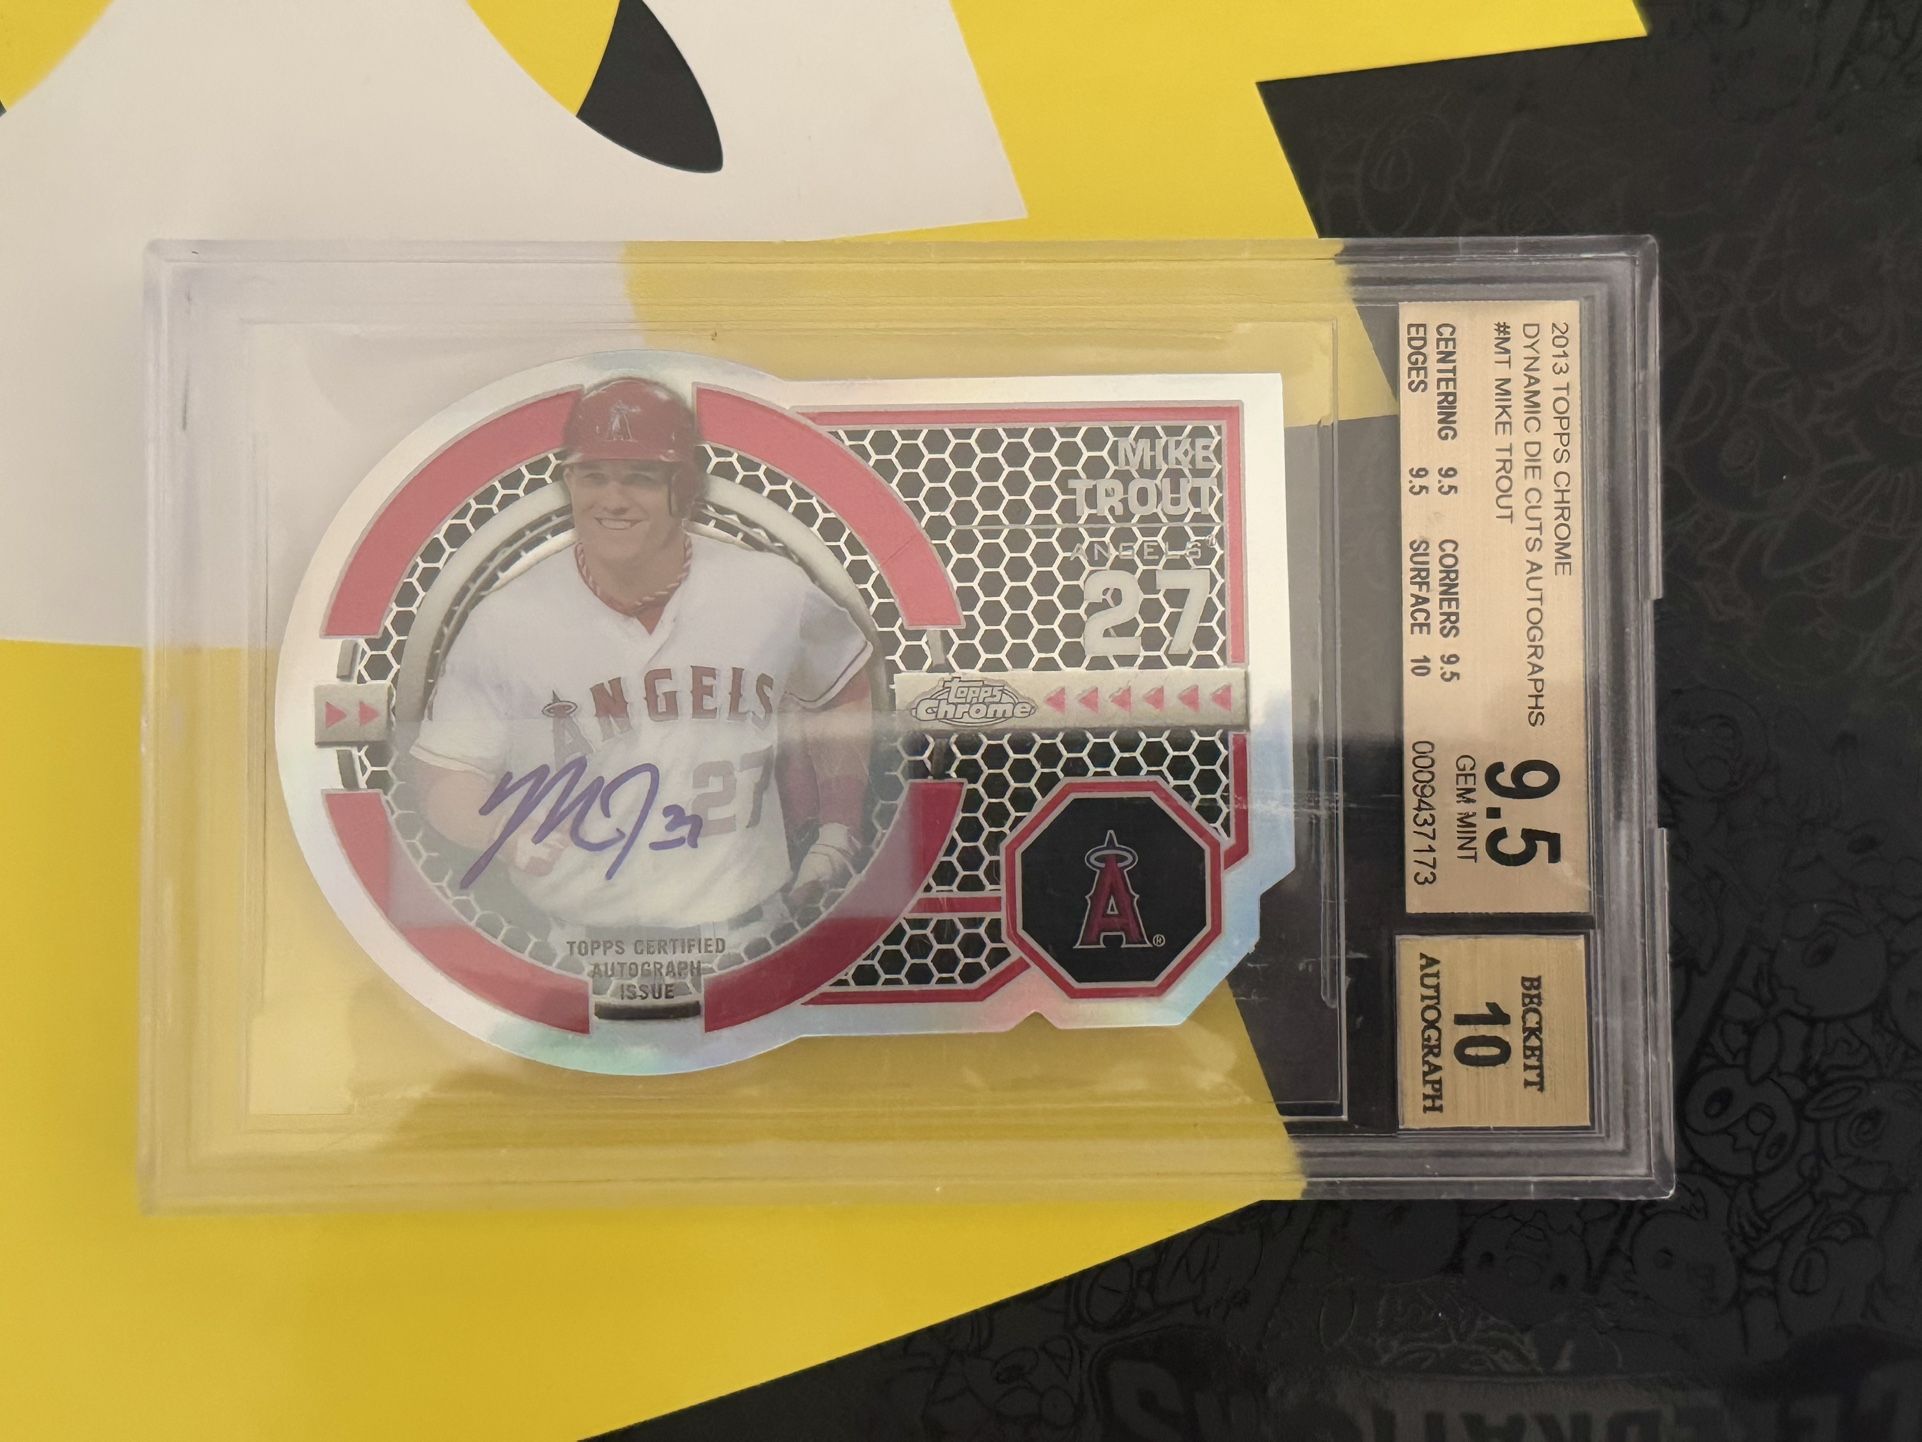 MIKE
TROUT
ANGELS
27
Topps
Chrome
ANGELS
27
MT 27
TOPPS CERTIFIED
AUTOGRAPH
ISSUE
A
2013 TOPPS CHROME
DYNAMIC DIE CUTS AUTOGRAPHS
#MT MIKE TROUT
CENTERING 9.5 CORNERS 9.5
EDGES 9.5 SURFACE 10
9.5
GEM MINT
0009437173
BECKETT
10
AUTOGRAPH